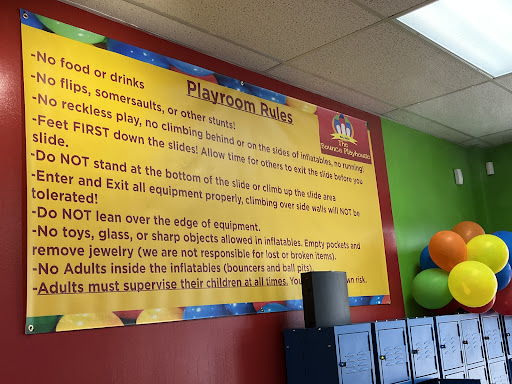 Playroom Rules
The
Bounce Playhouse
-No food or drinks
-No flips, somersaults, or other stunts!
-No reckless play, no climbing behind or on the sides of inflatables, no running!
-Feet FIRST down the slides! Allow time for others to exit the slide before you
slide.
-Do NOT stand at the bottom of the slide or climb up the slide area
-Enter and Exit all equipment properly, climbing over side walls will NOT be
tolerated!
-Do NOT lean over the edge of equipment.
-No toys, glass, or sharp objects allowed in inflatables. Empty pockets and
remove jewelry (we are not responsible for lost or broken items).
-No Adults inside the inflatables (bouncers and ball pits).
-Adults must supervise their children at all times. risk.